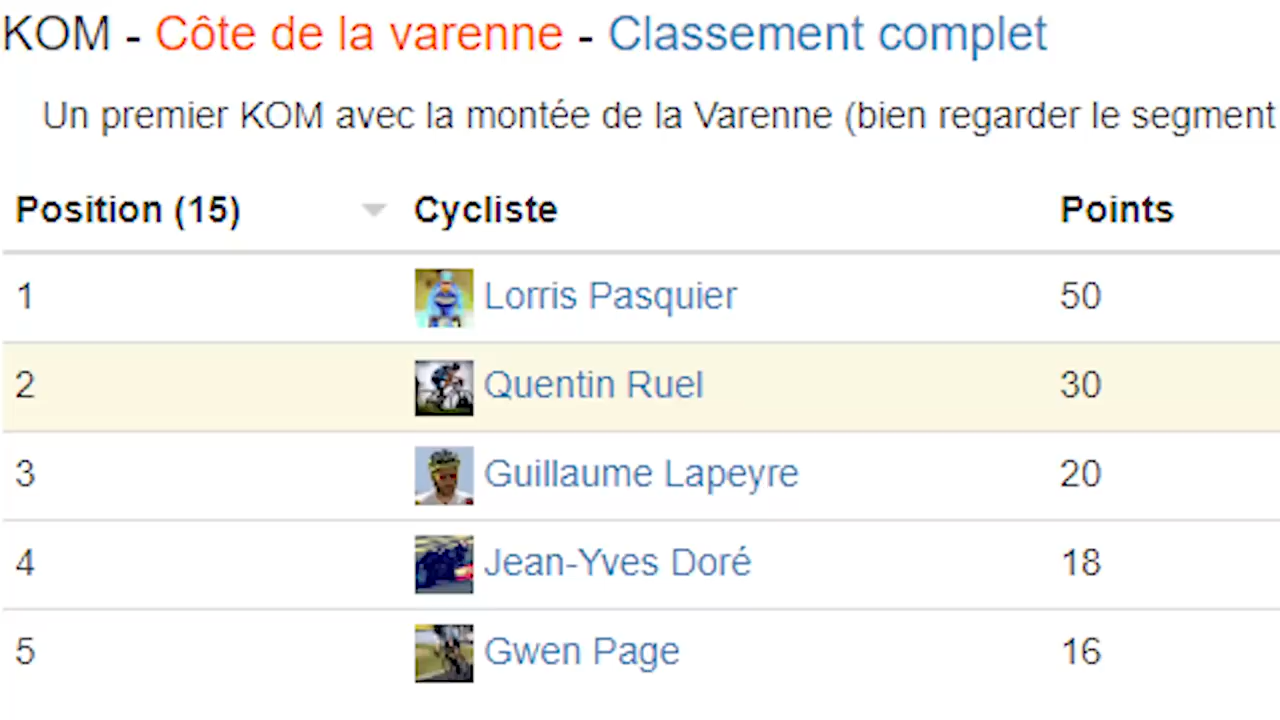 KOM - Côte de la varenne - Classement complet
Un premier KOM avec la montée de la Varenne (bien regarder le segment
Position (15) Cycliste Points
1 Lorris Pasquier 50
2 Quentin Ruel 30
3 Guillaume Lapeyre 20
4 Jean-Yves Doré 18
5 Gwen Page 16